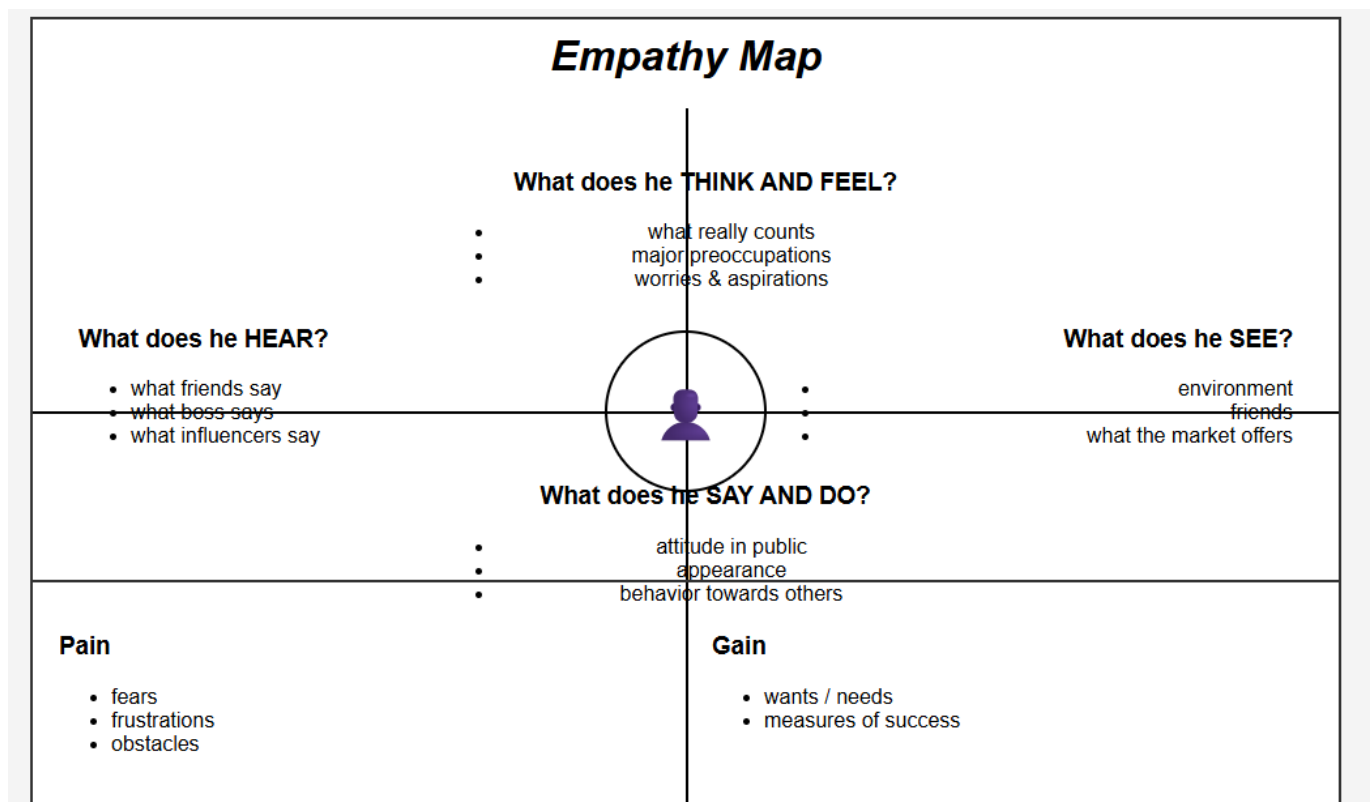 Empathy Map
What does he THINK AND FEEL?
what really counts
major preoccupations
worries & aspirations
What does he HEAR?
what friends say
what boss says
what influencers say
What does he SEE?
environment
friends
what the market offers
What does he SAY AND DO?
attitude in public
appearance
behavior towards others
Pain
fears
frustrations
obstacles
Gain
wants / needs
measures of success